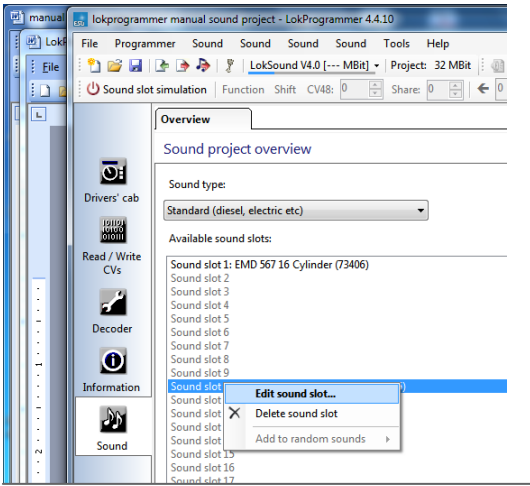 manual
lokprogrammer manual sound project - LokProgrammer 4.4.10
File Programmer Sound Sound Sound Sound Tools Help
LokSound V4.0 [--- MBit] Project: 32 MBit
Sound slot simulation Function Shift CV48: 0 Share: 0 0
File
L
Overview
Sound project overview
Sound type:
Standard (diesel, electric etc)
Available sound slots:
Sound slot 1: EMD 567 16 Cylinder (73406)
Sound slot 2
Sound slot 3
Sound slot 4
Sound slot 5
Sound slot 6
Sound slot 7
Sound slot 8
Sound slot 9
Sound slot
Sound slot
Sound slot
Sound slot
Sound slot
Sound slot 15
Sound slot 16
Sound slot 17
Edit sound slot...
Delete sound slot
Add to random sounds
Drivers' cab
Read / Write
CVs
Decoder
Information
Sound
1
2